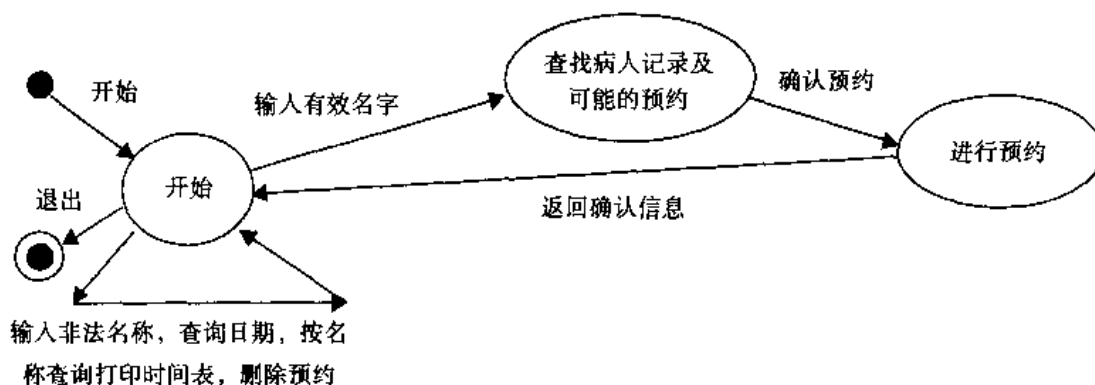 开始
查找病人记录及
可能的预约
确认预约
输入有效名字
进行预约
开始
退出
返回确认信息
输入非法名称，查询日期，按名
称查询打印时间表，删除预约